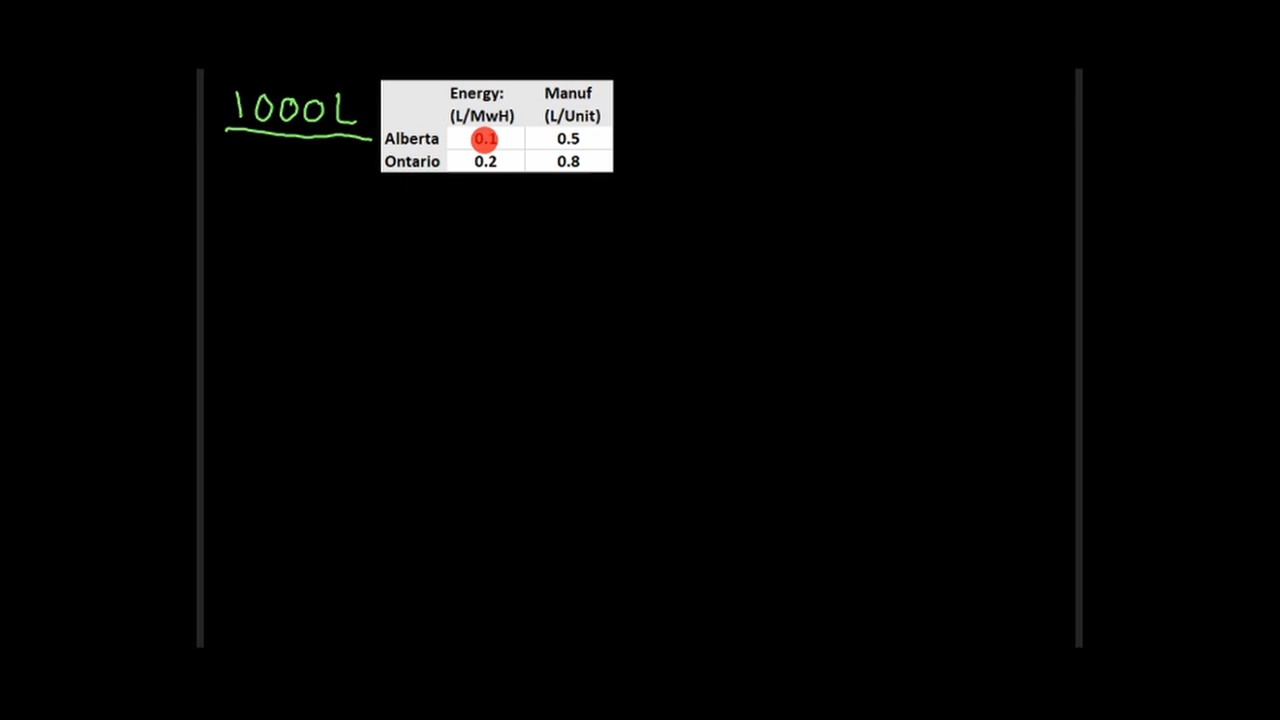 1000L
Energy: Manuf
(L/MwH) (L/Unit)
Alberta 0.1 0.5
Ontario 0.2 0.8